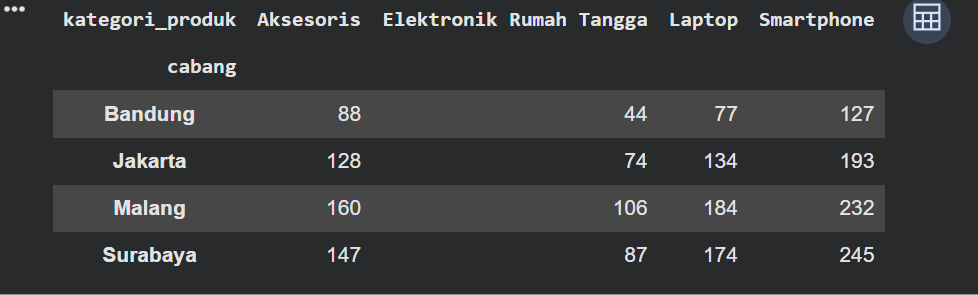 kategori_produk Aksesoris Elektronik Rumah Tangga Laptop Smartphone
cabang
Bandung 88 44 77 127
Jakarta 128 74 134 193
Malang 160 106 184 232
Surabaya 147 87 174 245